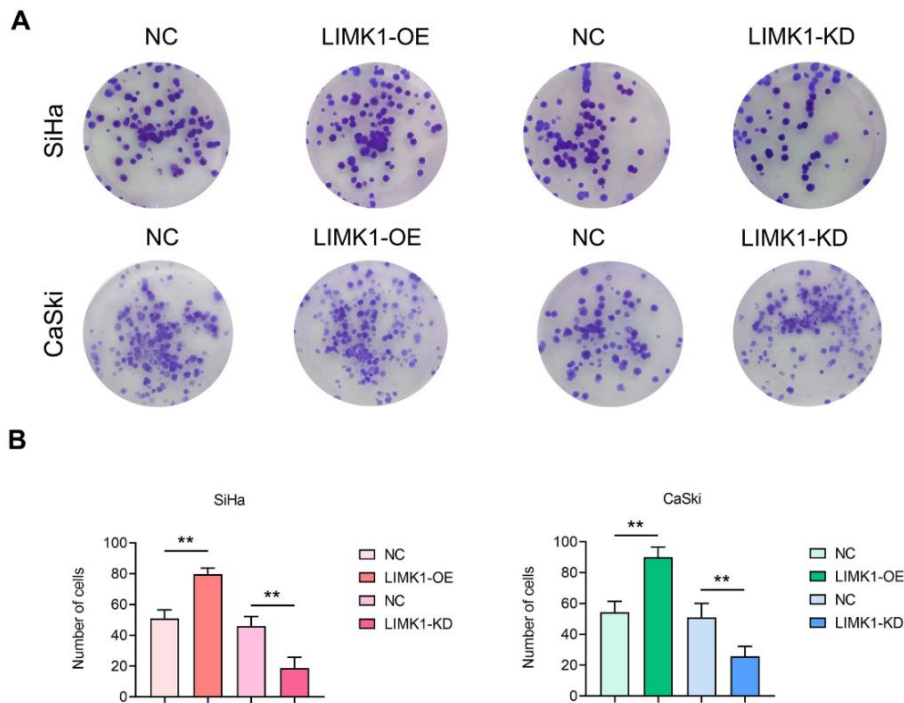 A
NC LIMK1-OE NC LIMK1-KD
SiHa
NC LIMK1-OE NC LIMK1-KD
CaSki
B
SiHa
Number of cells
100
80
60
40
20
0
** **
NC
LIMK1-OE
NC
LIMK1-KD
CaSki
Number of cells
100
80
60
40
20
0
** **
NC
LIMK1-OE
NC
LIMK1-KD